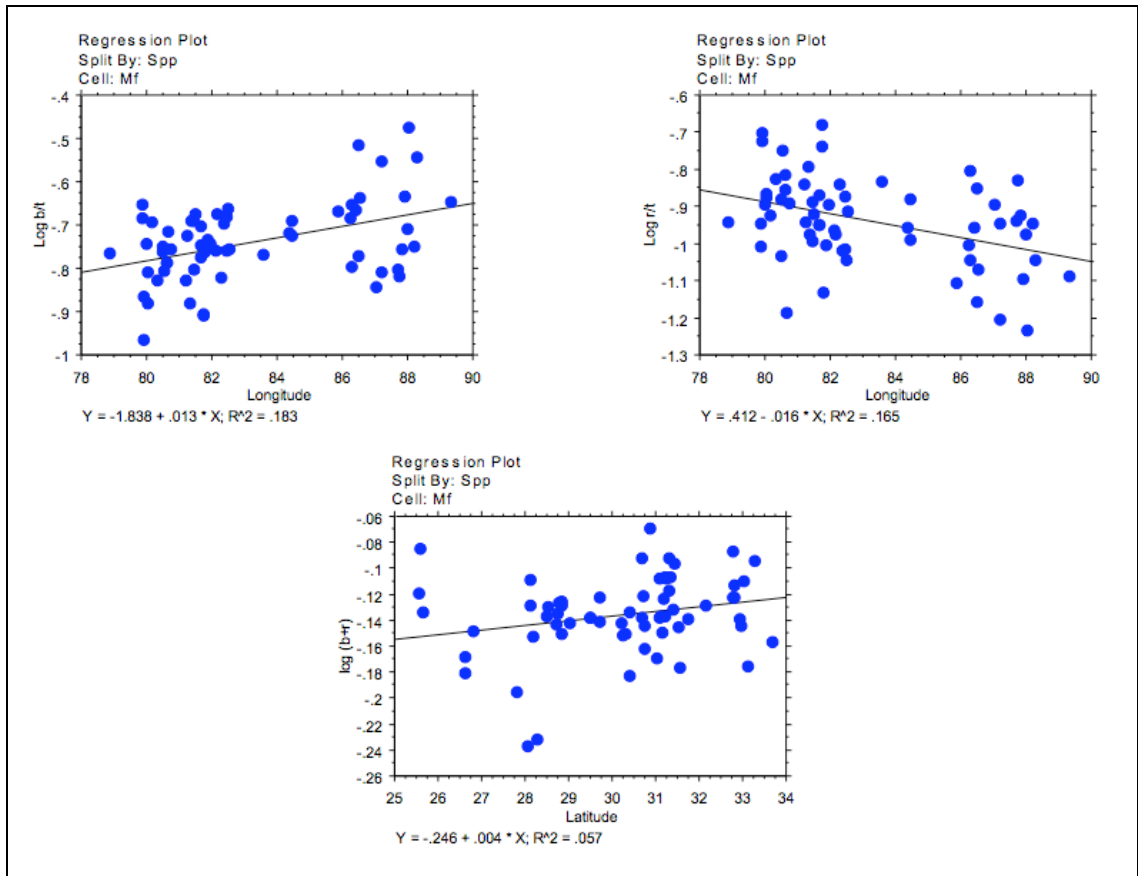 Regression Plot
Split By: Spp
Cell: Mf
-.4
-.5
-.6
-.7
-.8
-.9
-1
Log b/t
78 80 82 84 86 88 90
Longitude
Y = -1.838 + .013 * X; R^2 = .183
Regression Plot
Split By: Spp
Cell: Mf
-.6
-.7
-.8
-.9
-1
-1.1
-1.2
-1.3
Log r/t
78 80 82 84 86 88 90
Longitude
Y = .412 - .016 * X; R^2 = .165
Regression Plot
Split By: Spp
Cell: Mf
-.06
-.08
-.1
-.12
-.14
-.16
-.18
-.2
-.22
-.24
-.26
log (b+r)
25 26 27 28 29 30 31 32 33 34
Latitude
Y = -.246 + .004 * X; R^2 = .057